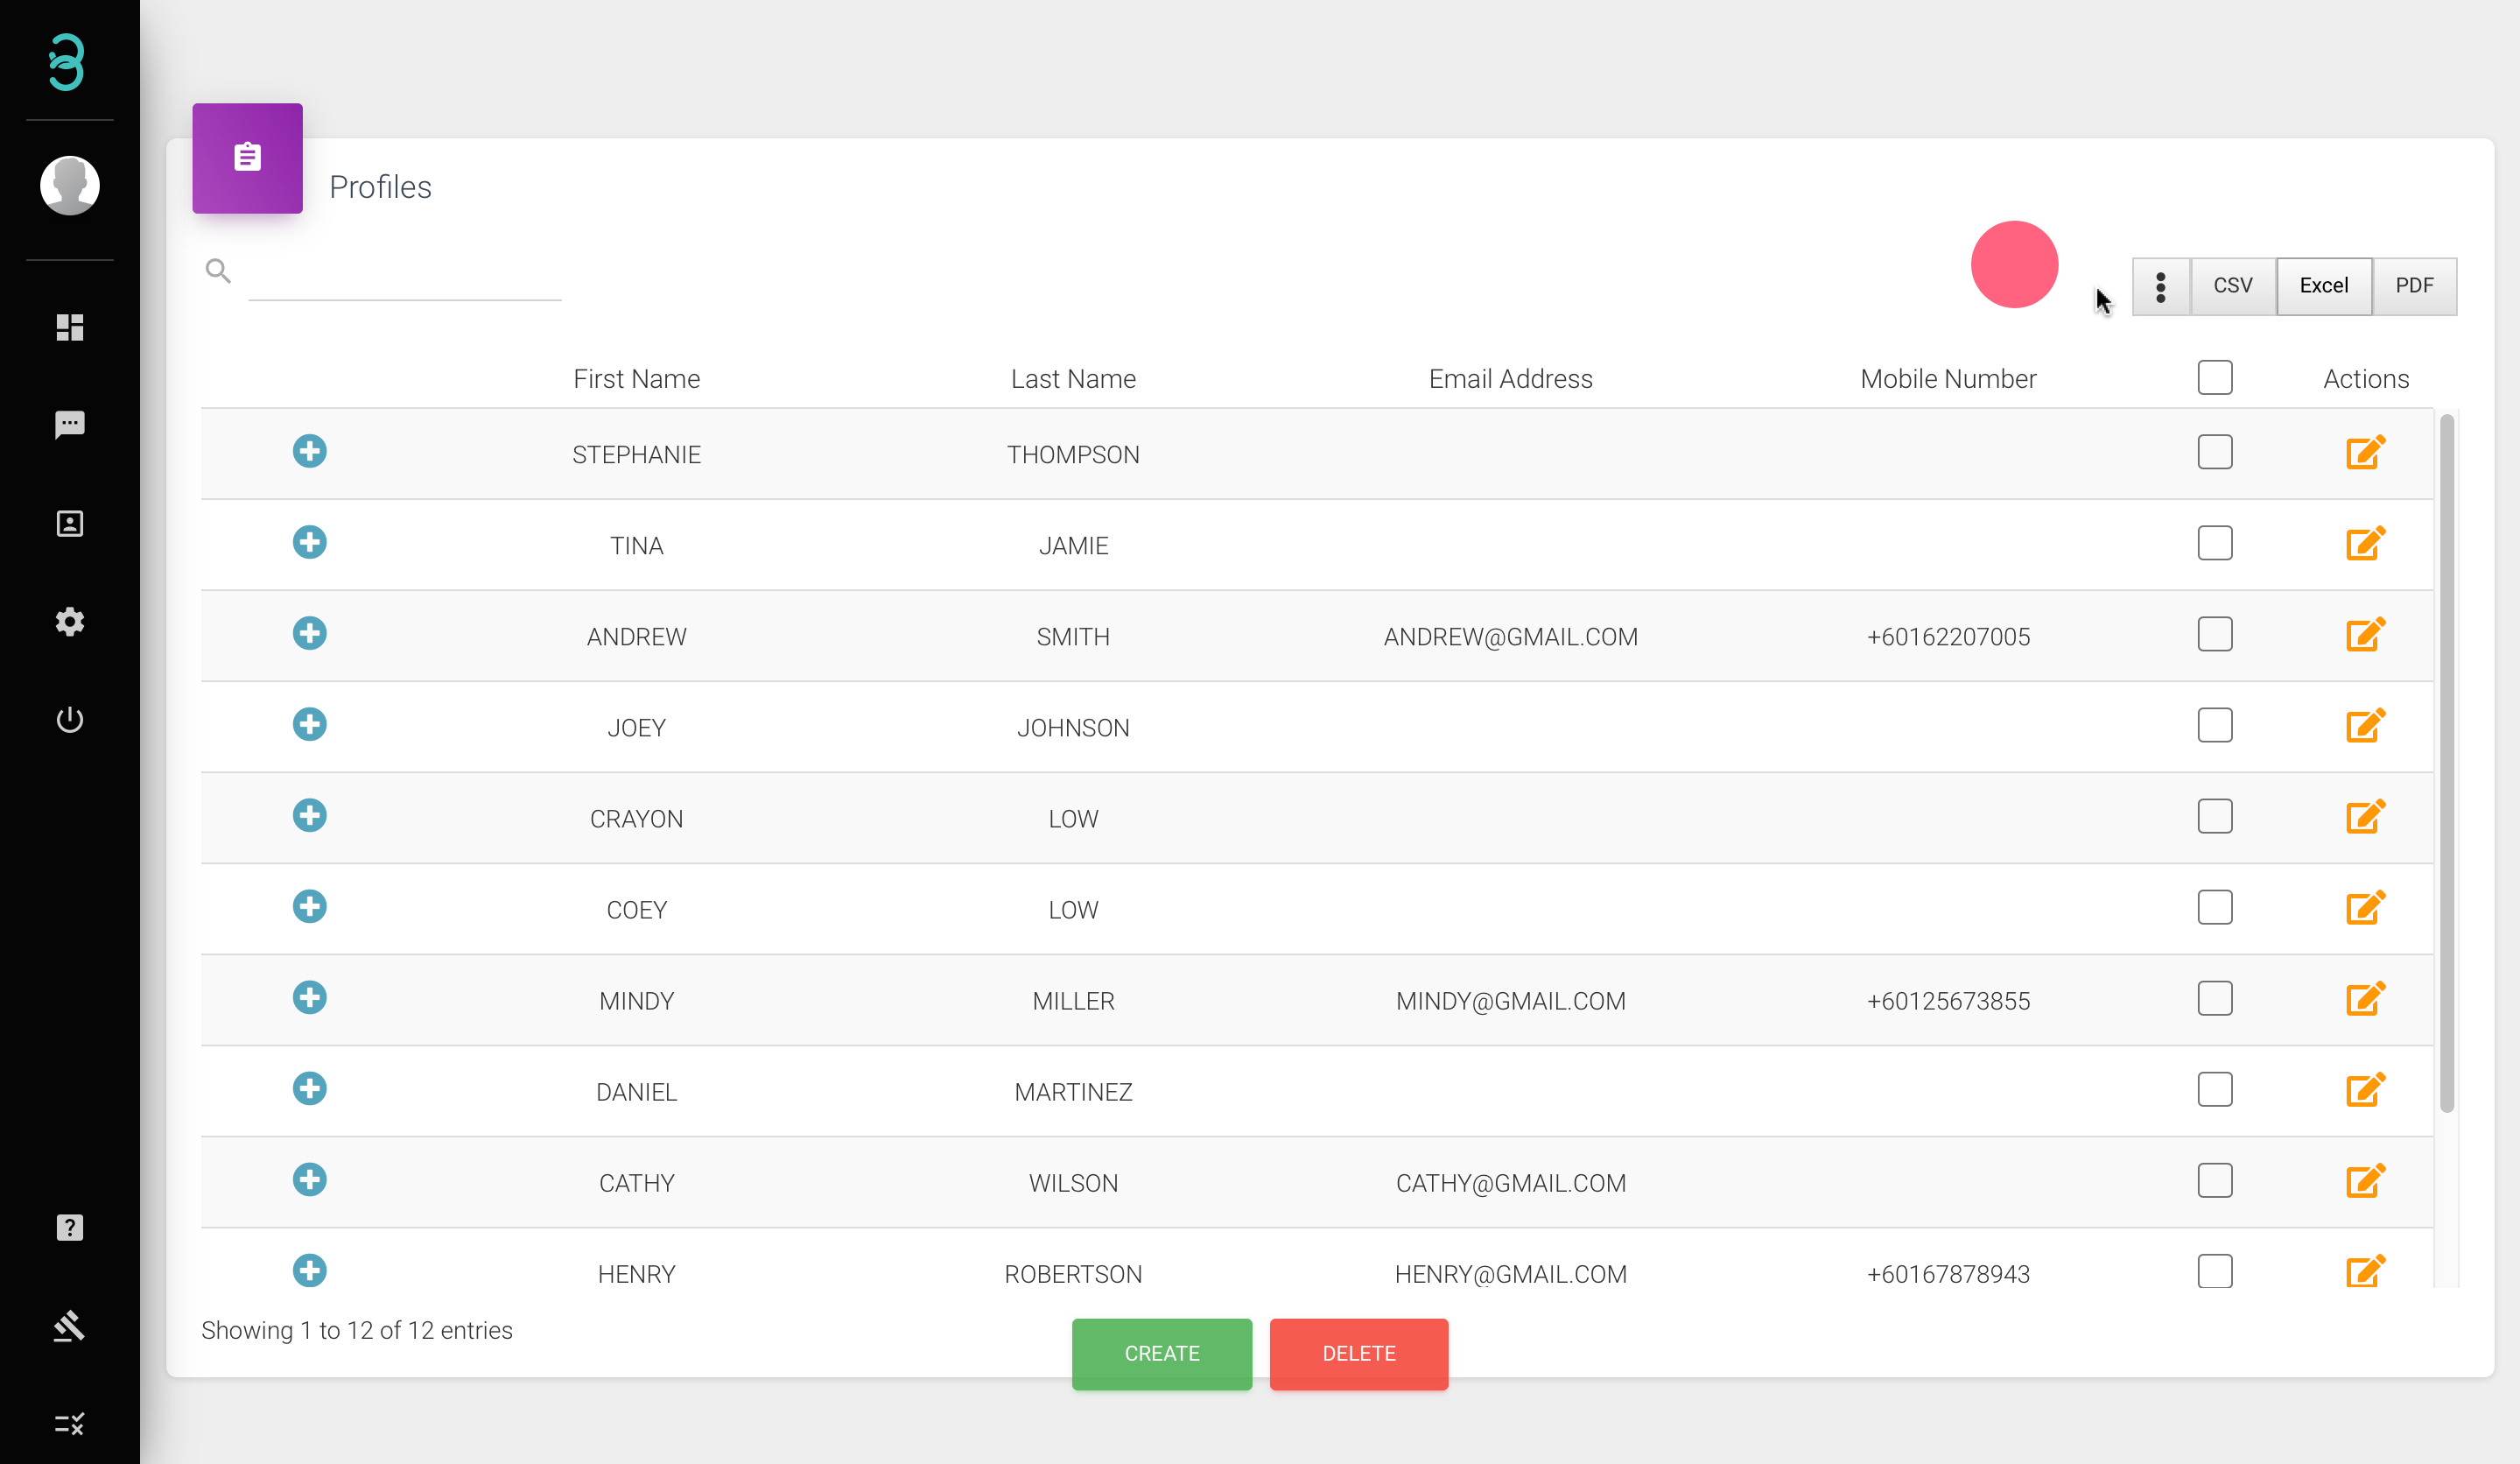 Profiles
CSV Excel PDF
First Name Last Name Email Address Mobile Number Actions
STEPHANIE THOMPSON
TINA JAMIE
ANDREW SMITH ANDREW@GMAIL.COM +60162207005
JOEY JOHNSON
CRAYON LOW
COEY LOW
MINDY MILLER MINDY@GMAIL.COM +60125673855
DANIEL MARTINEZ
CATHY WILSON CATHY@GMAIL.COM
HENRY ROBERTSON HENRY@GMAIL.COM +60167878943
Showing 1 to 12 of 12 entries
CREATE DELETE